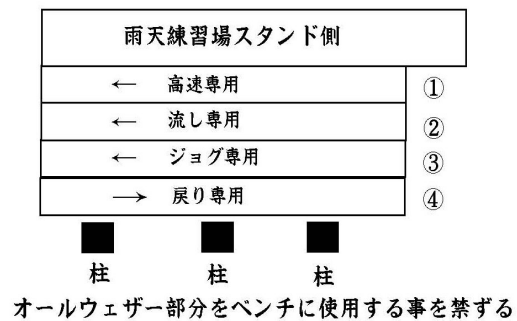 雨天練習場スタンド側
← 高速専用 ①
← 流し専用 ②
← ジョグ専用 ③
→ 戻り専用 ④
柱 柱 柱
オールウェザー部分をベンチに使用する事を禁ずる